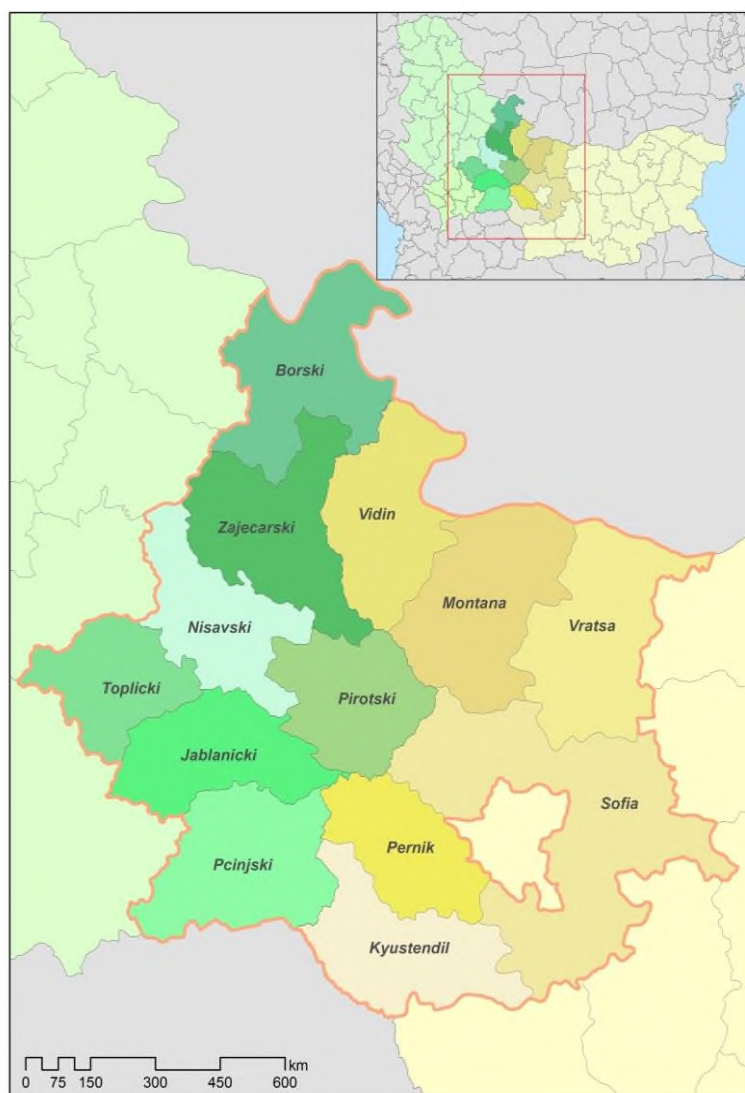 Borski
Vidin
Zajecarski
Montana
Nisavski
Vratsa
Toplicki
Pirotski
Jablanicki
Sofia
Pernik
Pcinjski
Kyustendil
km
0 75 150 300 450 600